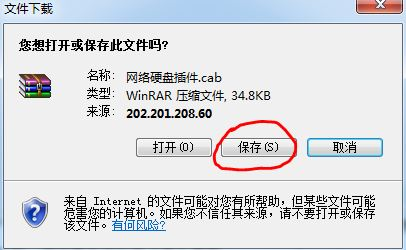 文件下载
您想打开或保存此文件吗?
名称: 网络硬盘插件.cab
类型: WinRAR 压缩文件, 34.8KB
来源: 202.201.208.60
打开(O) 保存(S) 取消
来自 Internet 的文件可能对您有所帮助,但某些文件可能
危害您的计算机。如果您不信任其来源,请不要打开或保存
该文件。有何风险?